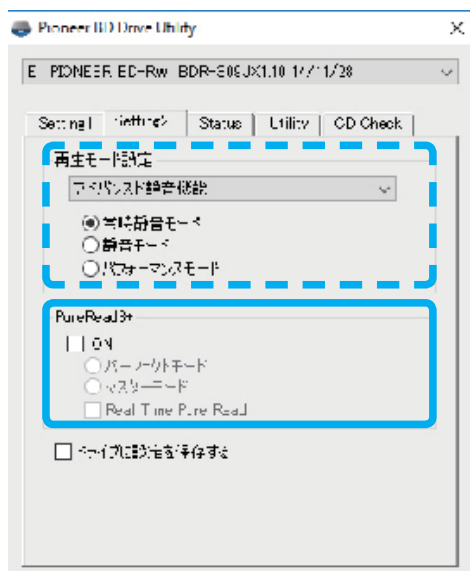 Pioneer BD Drive Utility
E PIONEER BD-RW BDR-S09J 1.10 14/11/28
Setting1 Setting2 Status Utility CD Check
再生モード設定
アドバンスド静音機能
常時静音モード
静音モード
パフォーマンスモード
PureRead3+
ON
パーフェクトモード
マスターモード
Real Time Pure Read
ドライブに設定を保存する